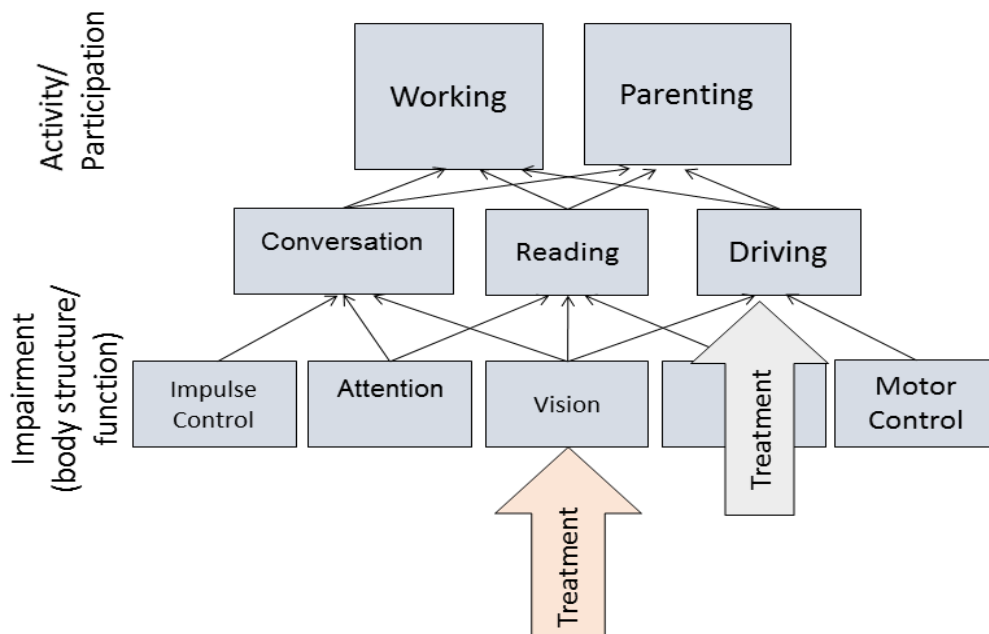 Activity/
Participation
Working
Parenting
Conversation
Reading
Driving
Impairment
(body structure/
function)
Impulse
Control
Attention
Vision
Motor
Control
Treatment
Treatment